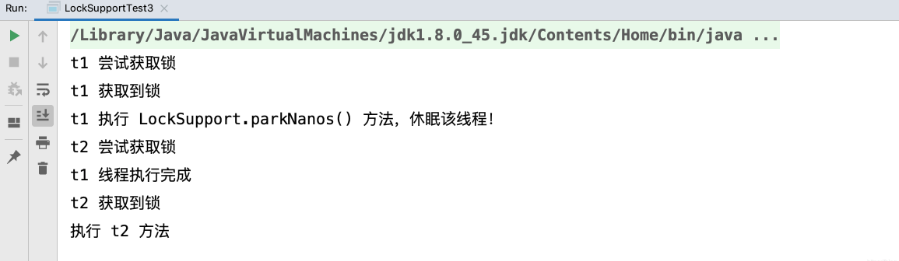 Run: LockSupportTest3
/Library/Java/JavaVirtualMachines/jdk1.8.0_45.jdk/Contents/Home/bin/java ...
t1 尝试获取锁
t1 获取到锁
t1 执行 LockSupport.parkNanos() 方法，休眠该线程！
t2 尝试获取锁
t1 线程执行完成
t2 获取到锁
执行 t2 方法